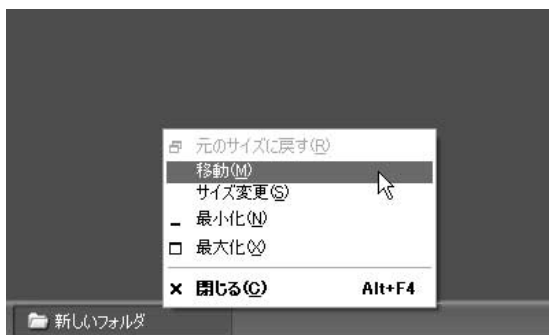 元のサイズに戻す(R)
移動(M)
サイズ変更(S)
最小化(N)
最大化(X)
閉じる(C) Alt+F4
新しいフォルダ